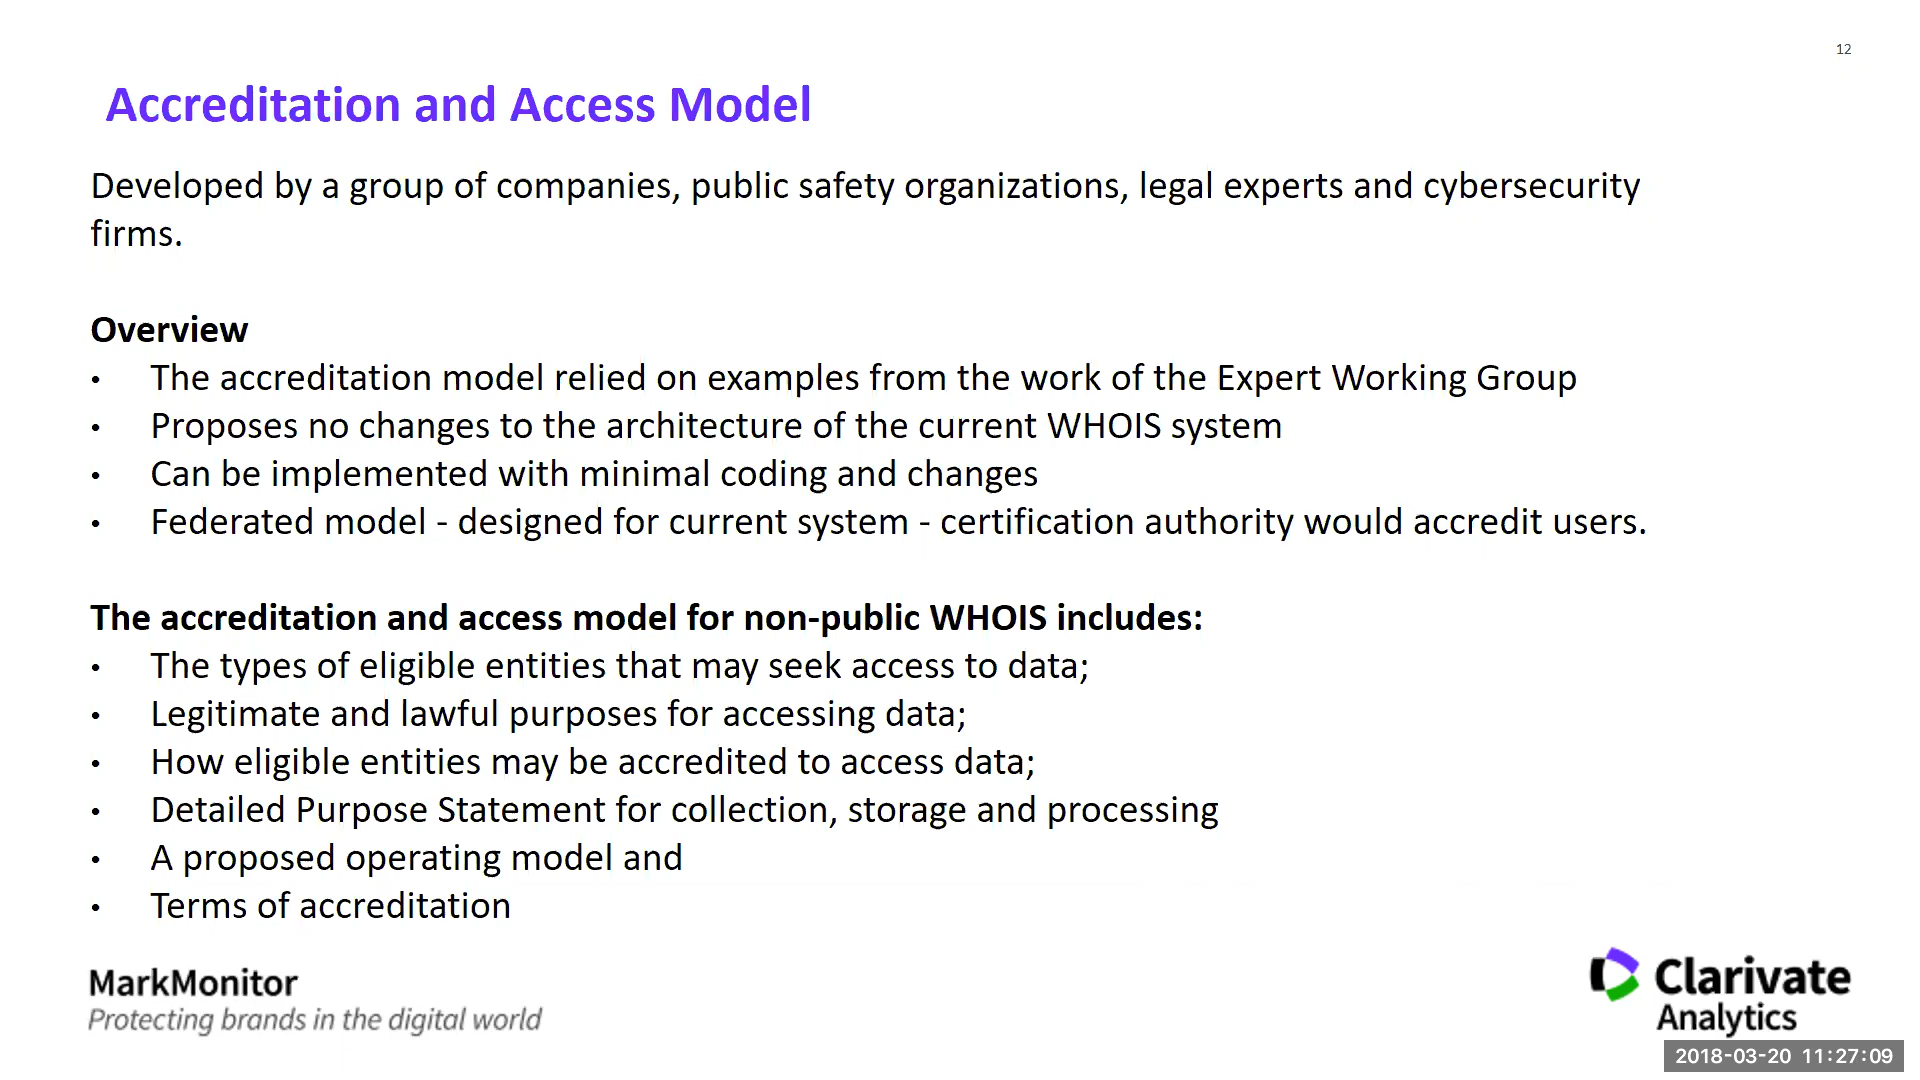 12
Accreditation and Access Model
Developed by a group of companies, public safety organizations, legal experts and cybersecurity
firms.
Overview
• The accreditation model relied on examples from the work of the Expert Working Group
• Proposes no changes to the architecture of the current WHOIS system
• Can be implemented with minimal coding and changes
• Federated model - designed for current system - certification authority would accredit users.
The accreditation and access model for non-public WHOIS includes:
• The types of eligible entities that may seek access to data;
• Legitimate and lawful purposes for accessing data;
• How eligible entities may be accredited to access data;
• Detailed Purpose Statement for collection, storage and processing
• A proposed operating model and
• Terms of accreditation
MarkMonitor
Protecting brands in the digital world
Clarivate
Analytics
2018-03-20 11:27:09